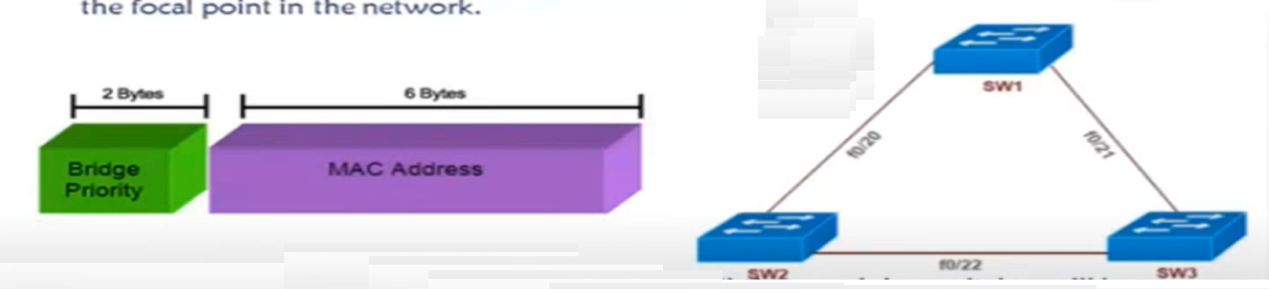 the focal point in the network.
2 Bytes
6 Bytes
Bridge
Priority
MAC Address
SW1
f0/20
f0/21
SW2
f0/22
SW3